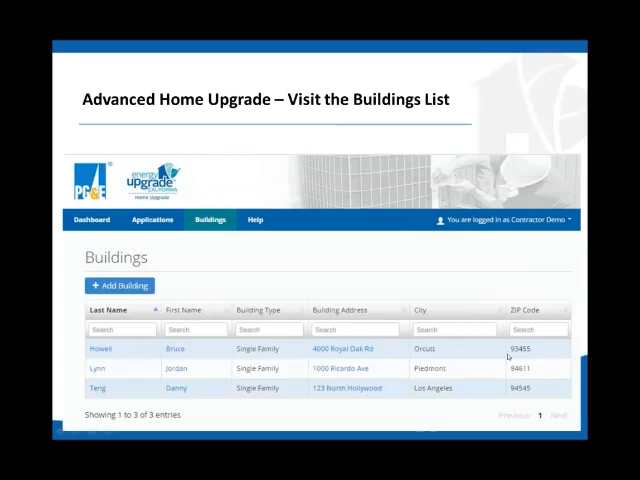 Advanced Home Upgrade – Visit the Buildings List
PG&E
energy
upgrade
CALIFORNIA
Home Upgrade
Dashboard Applications Buildings Help You are logged in as Contractor Demo
Buildings
+ Add Building
Last Name First Name Building Type Building Address City ZIP Code
Search Search Search Search Search Search
Howell Bruce Single Family 4000 Royal Oak Rd Orcutt 93455
Lynn Jordan Single Family 1000 Ricardo Ave Piedmont 94611
Teng Danny Single Family 123 North Hollywood Los Angeles 94545
Showing 1 to 3 of 3 entries Previous 1 Next